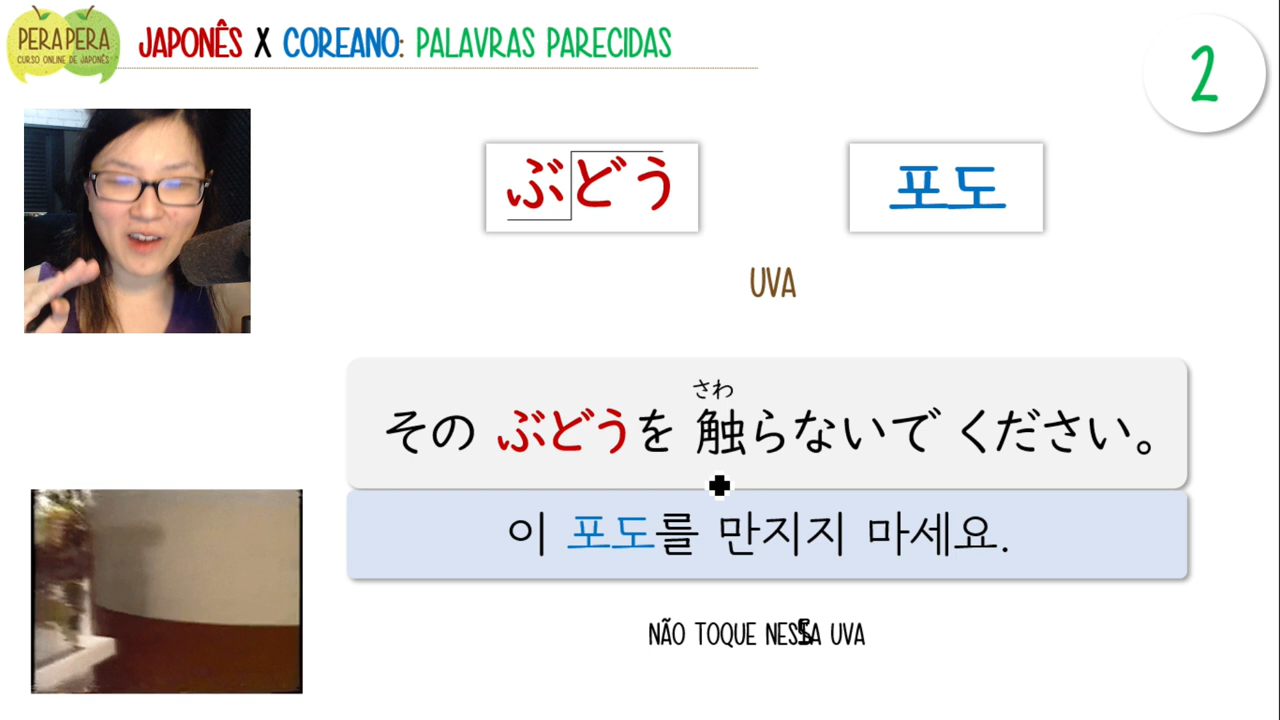 PERAPERA
CURSO ONLINE DE JAPONÊS
JAPONÊS X COREANO: PALAVRAS PARECIDAS
2
ぶどう 포도
UVA
さわ
その ぶどうを 触らないで ください。
이 포도를 만지지 마세요.
NÃO TOQUE NESSA UVA